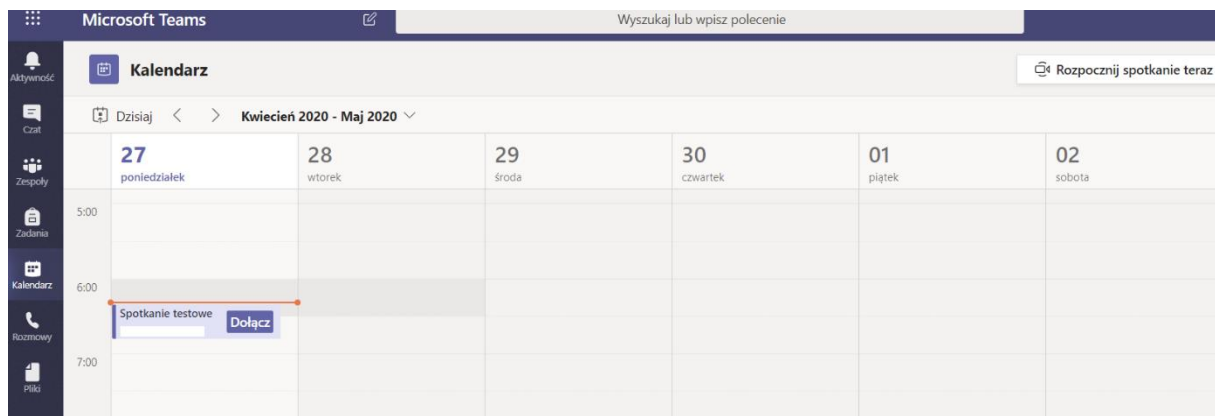 Microsoft Teams
Wyszukaj lub wpisz polecenie
Aktywność
Kalendarz
Rozpocznij spotkanie teraz
Czat
Dzisiaj
Kwiecień 2020 - Maj 2020
Zespoły
27
poniedziałek
28
wtorek
29
środa
30
czwartek
01
piątek
02
sobota
Zadania
5:00
Kalendarz
6:00
Spotkanie testowe
Dołącz
Rozmowy
7:00
Pliki